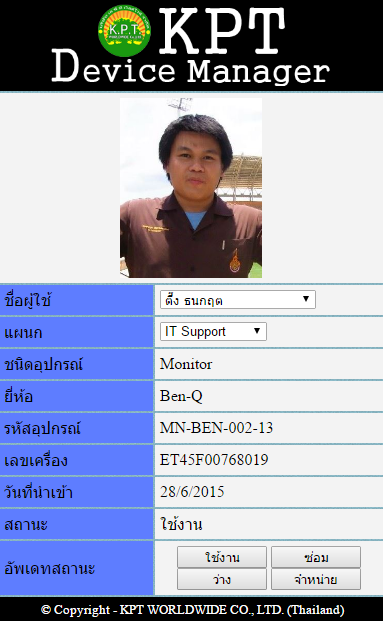 K.P.T.
KPT
Device Manager
ชื่อผู้ใช้ ตึ๋ง ธนกฤต
แผนก IT Support
ชนิดอุปกรณ์ Monitor
ยี่ห้อ Ben-Q
รหัสอุปกรณ์ MN-BEN-002-13
เลขเครื่อง ET45F00768019
วันที่นำเข้า 28/6/2015
สถานะ ใช้งาน
อัพเดทสถานะ ใช้งาน ซ่อม
ว่าง จำหน่าย
© Copyright - KPT WORLDWIDE CO., LTD. (Thailand)